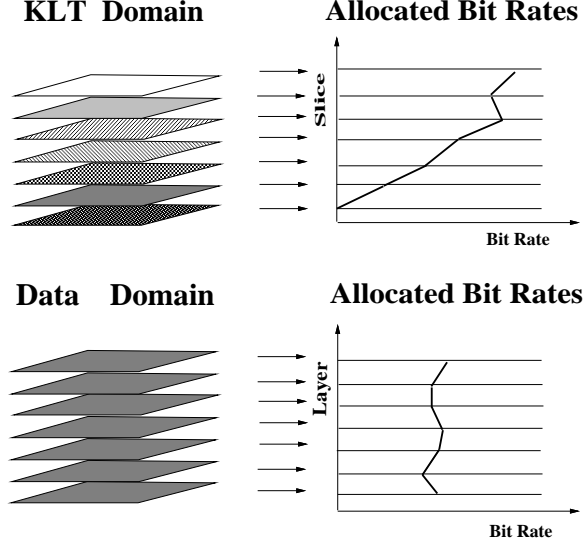 KLT Domain
Allocated Bit Rates
Slice
Bit Rate
Data Domain
Allocated Bit Rates
Layer
Bit Rate